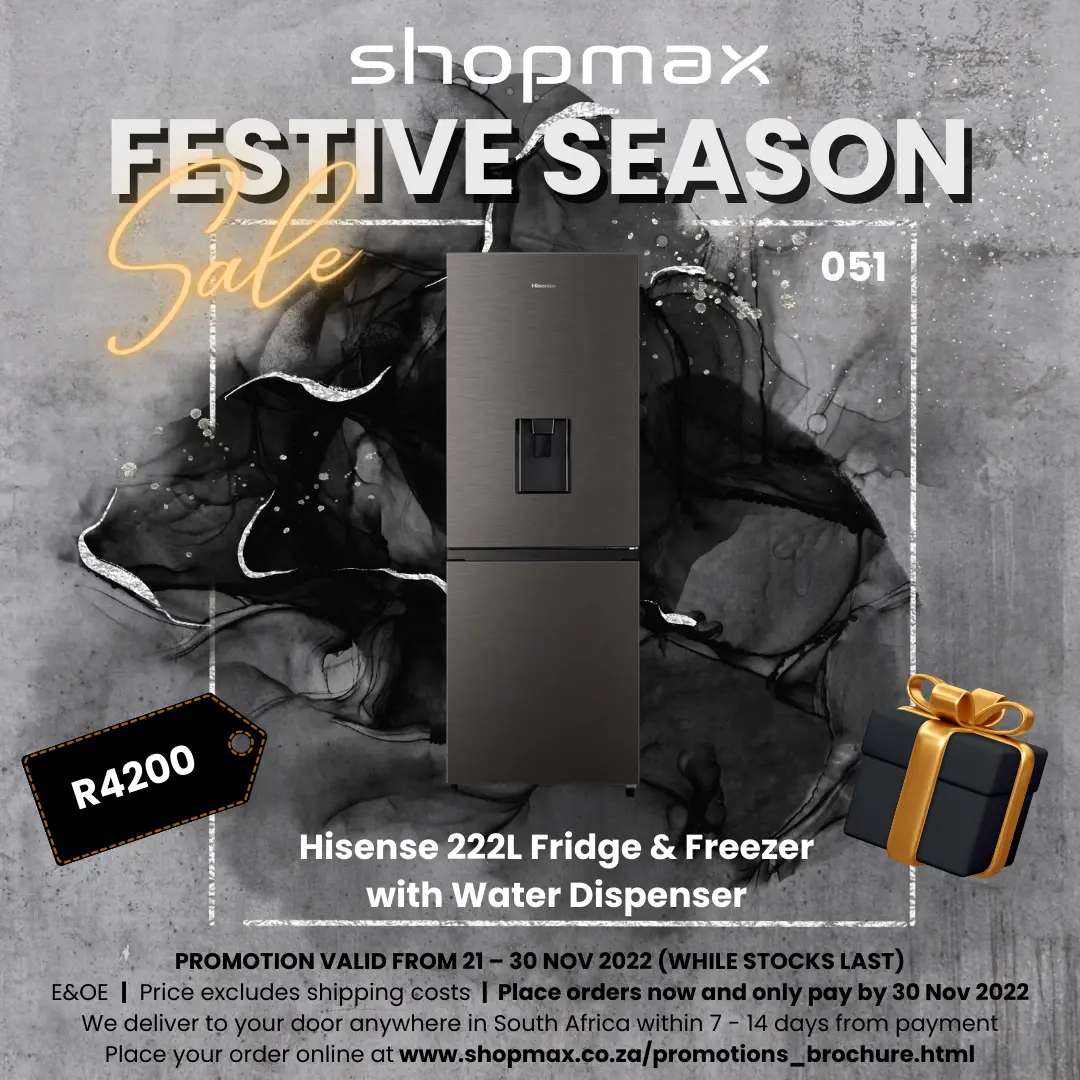 shopmax
FESTIVE SEASON
Sale
051
Hisense
R4200
Hisense 222L Fridge & Freezer
with Water Dispenser
PROMOTION VALID FROM 21 – 30 NOV 2022 (WHILE STOCKS LAST)
E&OE | Price excludes shipping costs | Place orders now and only pay by 30 Nov 2022
We deliver to your door anywhere in South Africa within 7 - 14 days from payment
Place your order online at www.shopmax.co.za/promotions_brochure.html